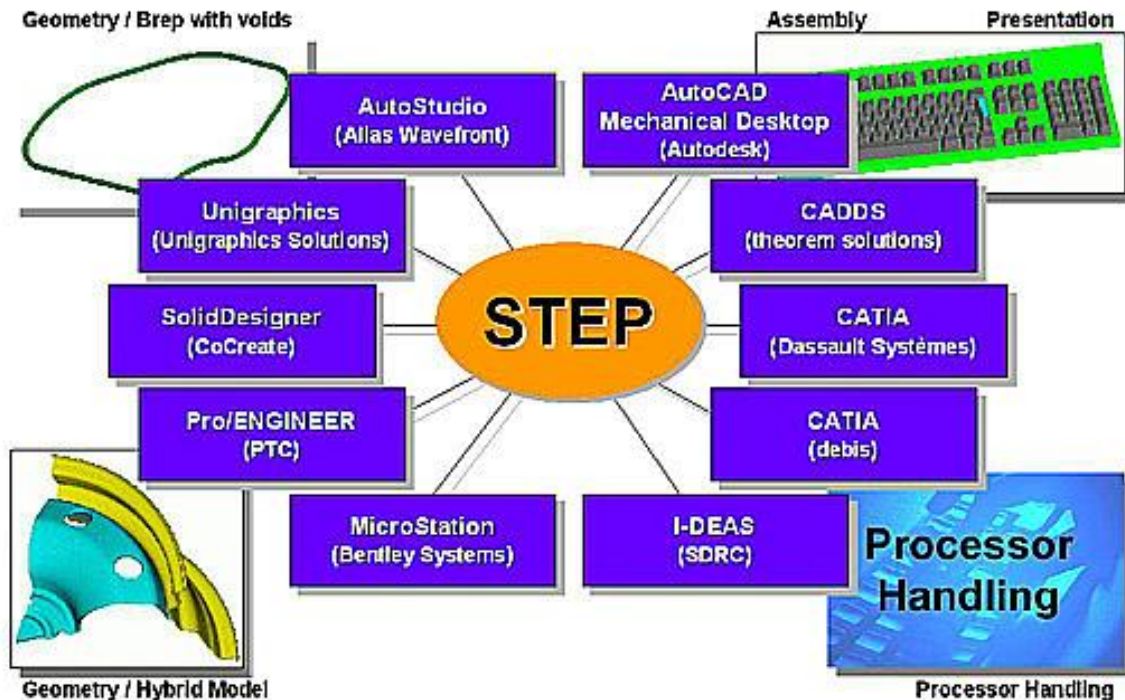 Geometry / Brep with voids
Assembly Presentation
AutoStudio
(Alias Wavefront)
AutoCAD
Mechanical Desktop
(Autodesk)
Unigraphics
(Unigraphics Solutions)
CADDS
(theorem solutions)
STEP
SolidDesigner
(CoCreate)
CATIA
(Dassault Systèmes)
Pro/ENGINEER
(PTC)
CATIA
(debis)
MicroStation
(Bentley Systems)
I-DEAS
(SDRC)
Processor
Handling
Geometry / Hybrid Model
Processor Handling